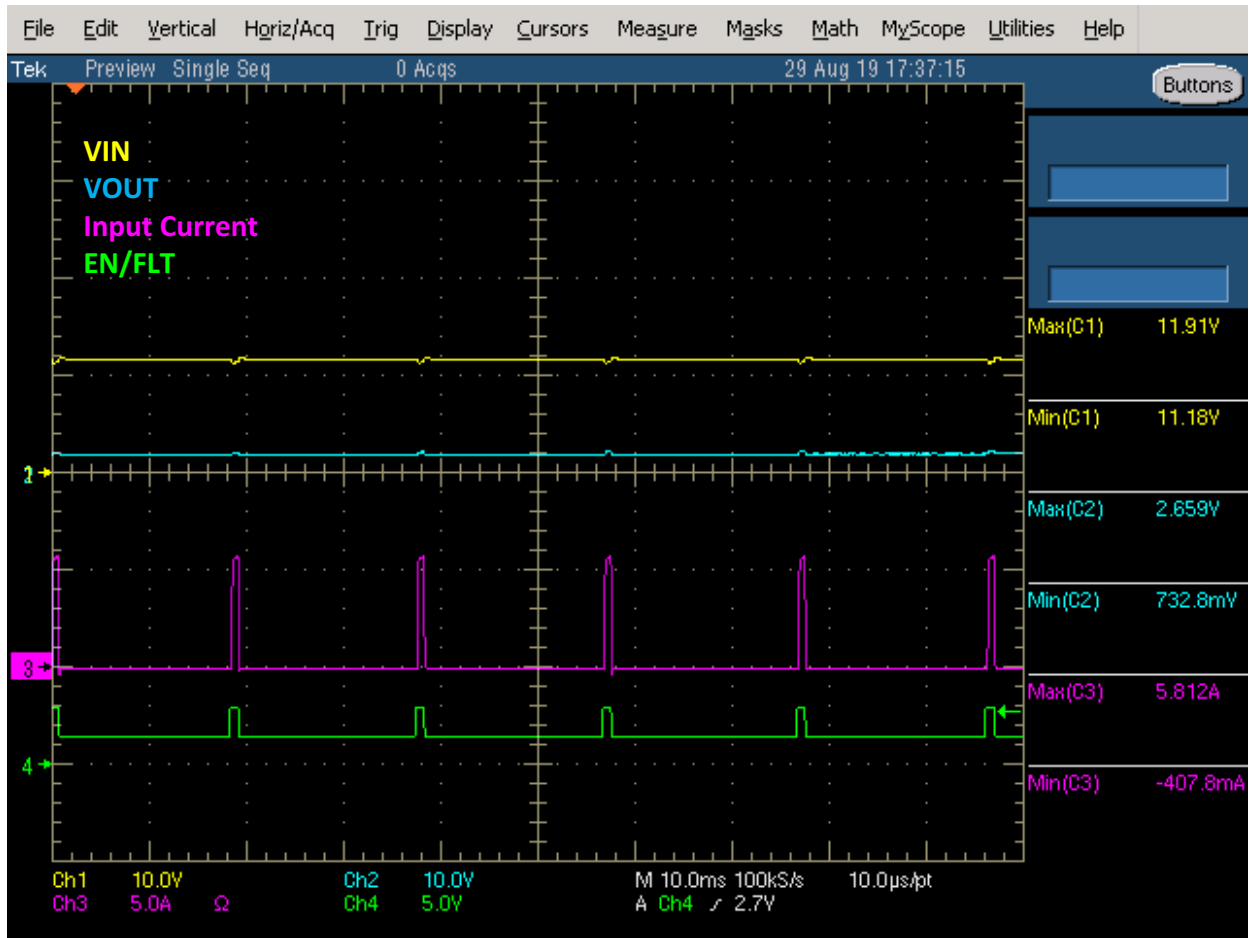 File Edit Vertical Horiz/Acq Trig Display Cursors Measure Masks Math MyScope Utilities Help
Tek Preview Single Seq 0 Acqs 29 Aug 19 17:37:15
Buttons
VIN
VOUT
Input Current
EN/FLT
Max(C1) 11.91V
Min(C1) 11.18V
2
Max(C2) 2.659V
Min(C2) 732.8mV
3
Max(C3) 5.812A
4
Min(C3) -407.8mA
Ch1 10.0V Ch2 10.0V M 10.0ms 100kS/s 10.0µs/pt
Ch3 5.0A Ω Ch4 5.0V A Ch4 / 2.7V